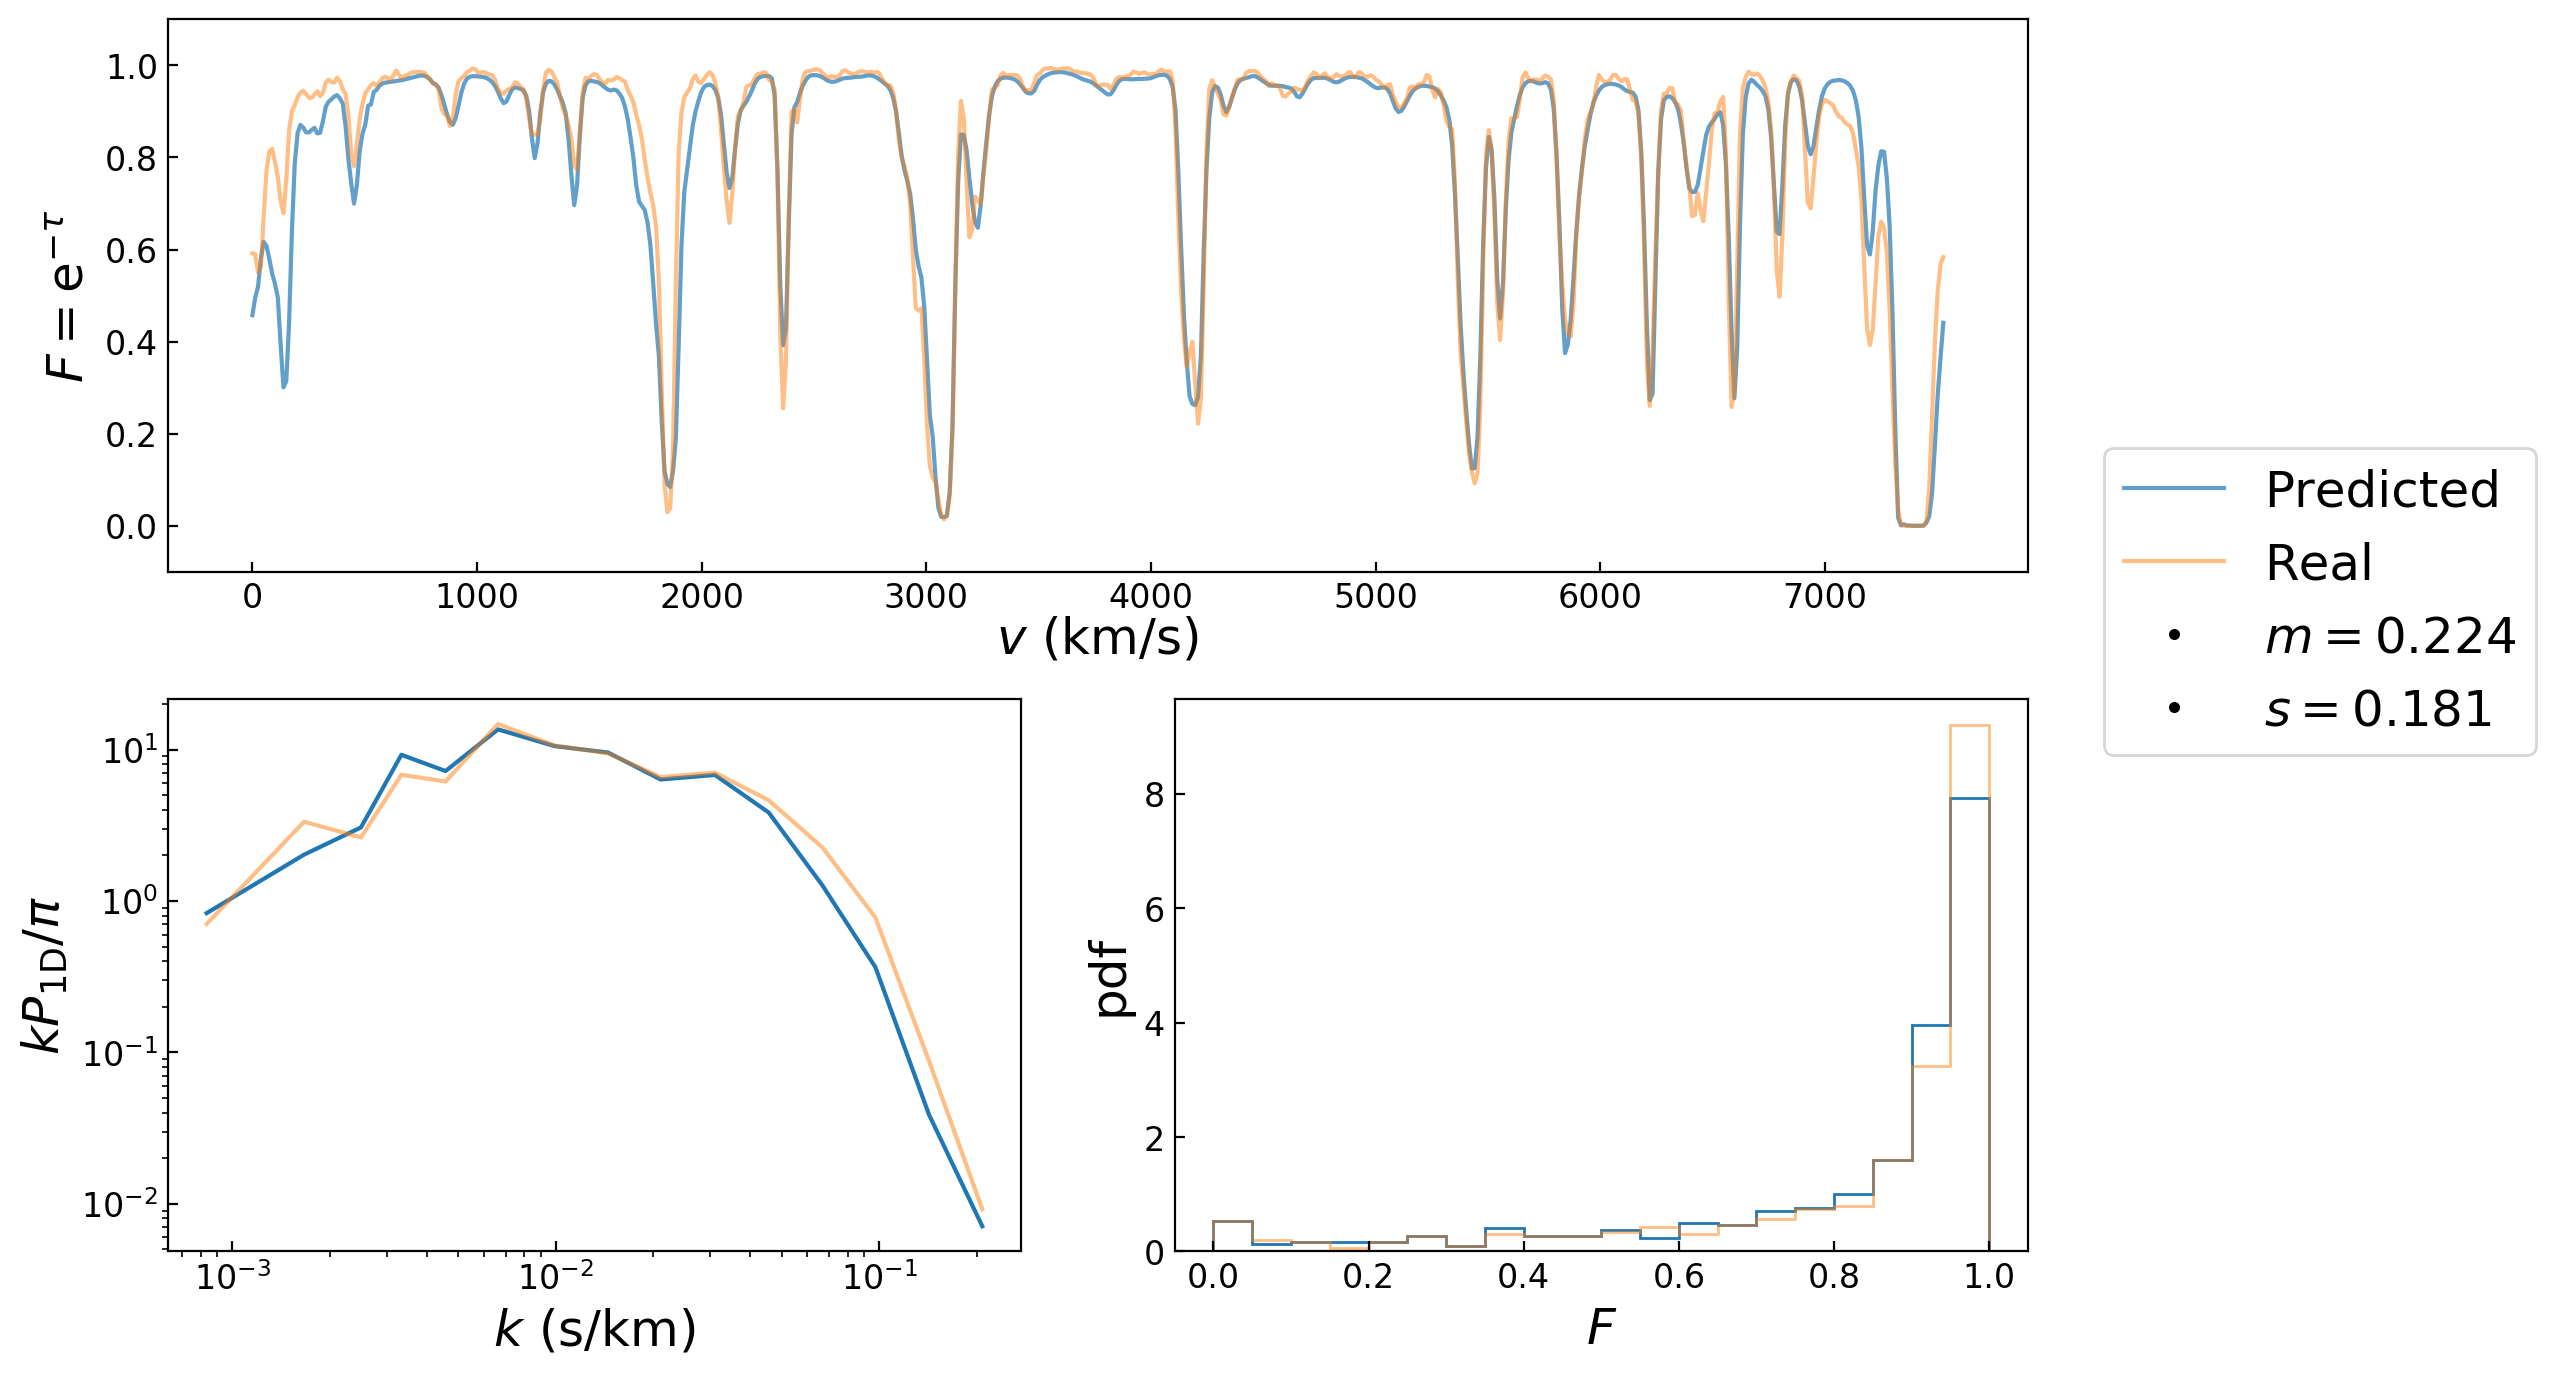 F = e^{−τ}
1.0
0.8
0.6
0.4
0.2
0.0
0 1000 2000 3000 4000 5000 6000 7000
v (km/s)
Predicted
Real
m = 0.224
s = 0.181
kP_{1D}/π
10^1
10^0
10^{−1}
10^{−2}
10^{−3} 10^{−2} 10^{−1}
k (s/km)
pdf
8
6
4
2
0
0.0 0.2 0.4 0.6 0.8 1.0
F